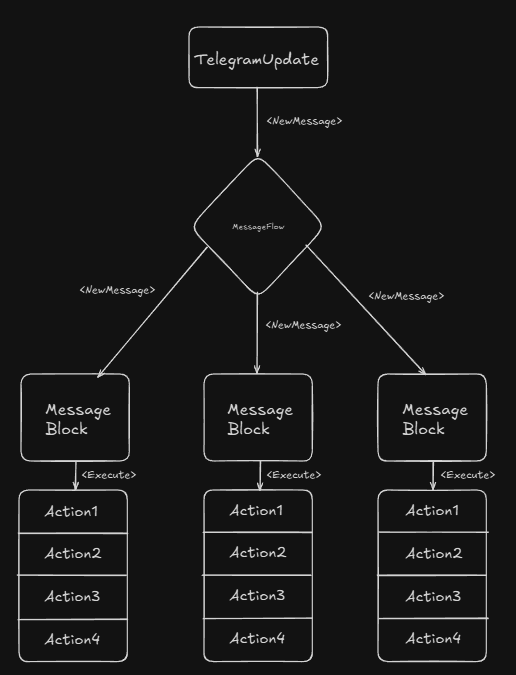 TelegramUpdate
<NewMessage>
MessageFlow
<NewMessage>
<NewMessage>
<NewMessage>
Message
Block
Message
Block
Message
Block
<Execute>
<Execute>
<Execute>
Action1
Action2
Action3
Action4
Action1
Action2
Action3
Action4
Action1
Action2
Action3
Action4